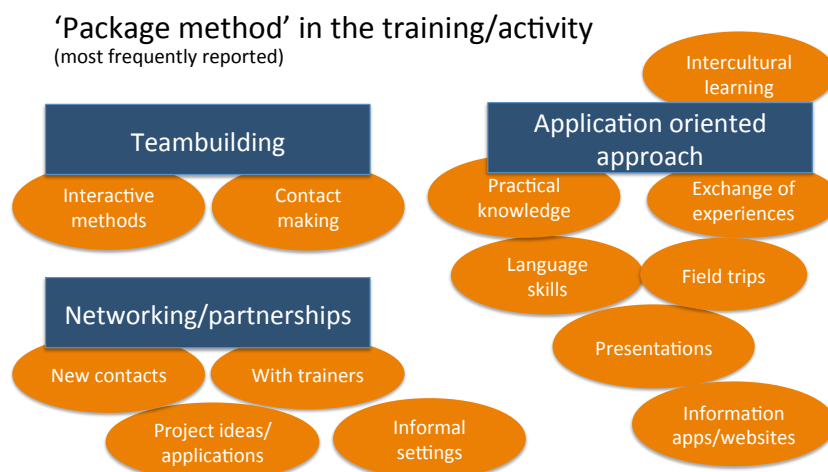 ‘Package method’ in the training/activity
(most frequently reported)
Teambuilding
Interactive
methods
Contact
making
Networking/partnerships
New contacts
With trainers
Project ideas/
applications
Informal
settings
Intercultural
learning
Application oriented
approach
Practical
knowledge
Exchange of
experiences
Language
skills
Field trips
Presentations
Information
apps/websites